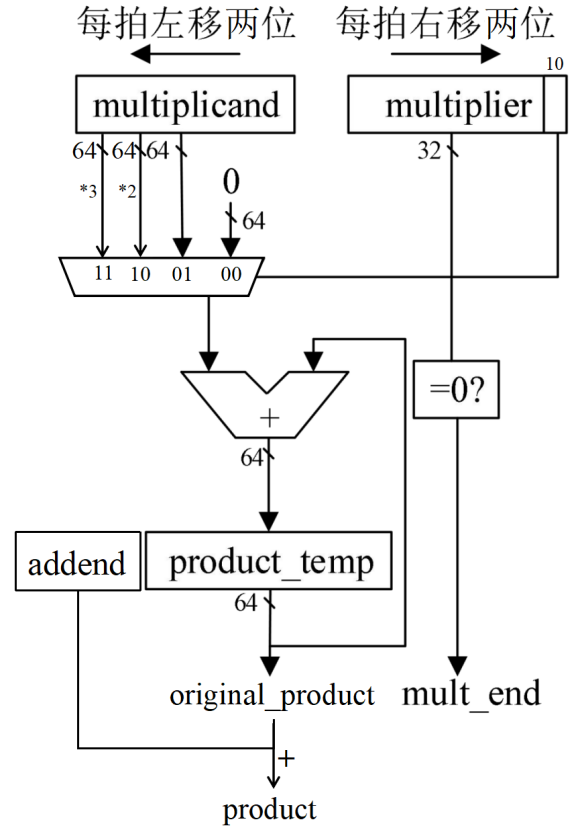 每拍左移两位 每拍右移两位
10
multiplicand multiplier
64 64 64 32
*3 *2 0
64
11 10 01 00
=0?
+
64
addend product_temp
64
original_product mult_end
+
product